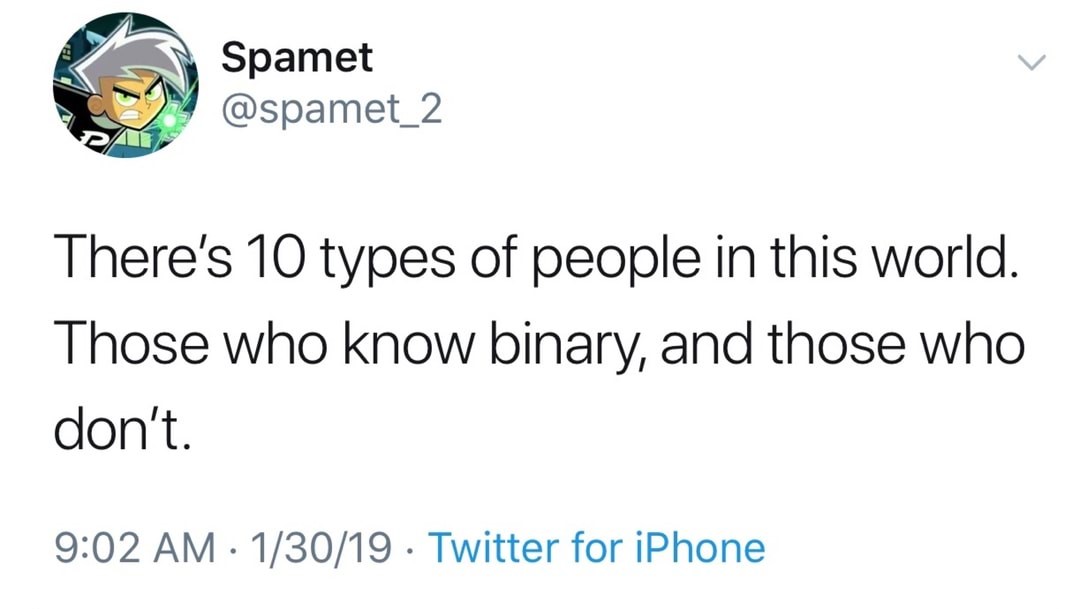 Spamet
@spamet_2
There's 10 types of people in this world.
Those who know binary, and those who
don't.
9:02 AM · 1/30/19 · Twitter for iPhone